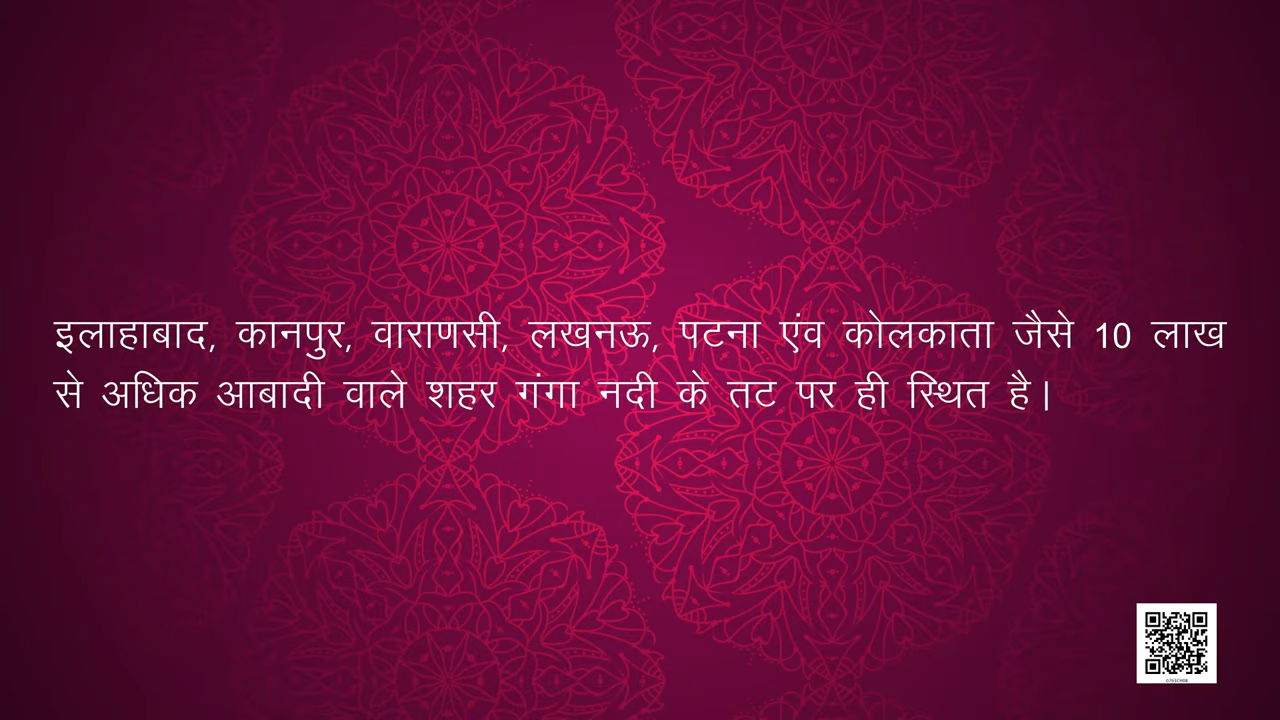 इलाहाबाद, कानपुर, वाराणसी, लखनऊ, पटना एंव कोलकाता जैसे 10 लाख
से अधिक आबादी वाले शहर गंगा नदी के तट पर ही स्थित है।